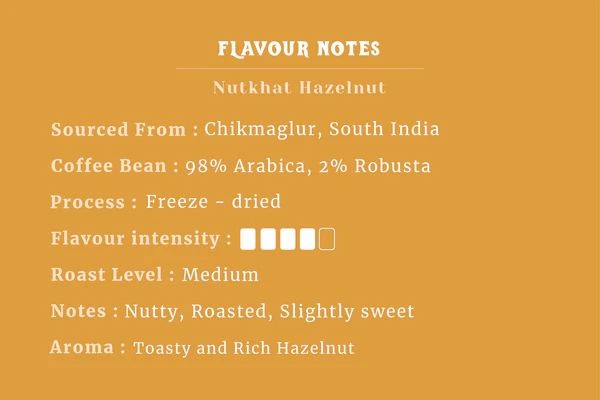 FLAVOUR NOTES
Nutkhat Hazelnut
Sourced From : Chikmaglur, South India
Coffee Bean : 98% Arabica, 2% Robusta
Process : Freeze - dried
Flavour intensity :
Roast Level : Medium
Notes : Nutty, Roasted, Slightly sweet
Aroma : Toasty and Rich Hazelnut